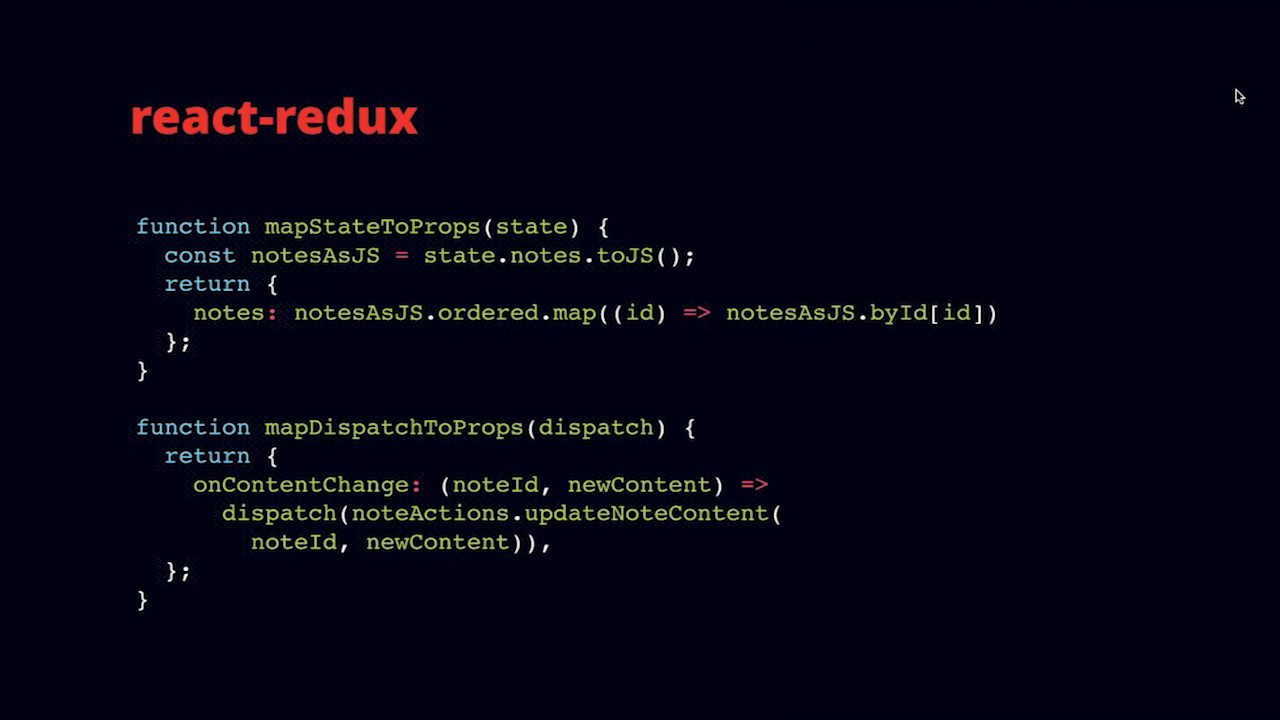 react-redux
function mapStateToProps(state) {
  const notesAsJS = state.notes.toJS();
  return {
    notes: notesAsJS.ordered.map((id) => notesAsJS.byId[id])
  };
}
function mapDispatchToProps(dispatch) {
  return {
    onContentChange: (noteId, newContent) =>
      dispatch(noteActions.updateNoteContent(
        noteId, newContent)),
  };
}